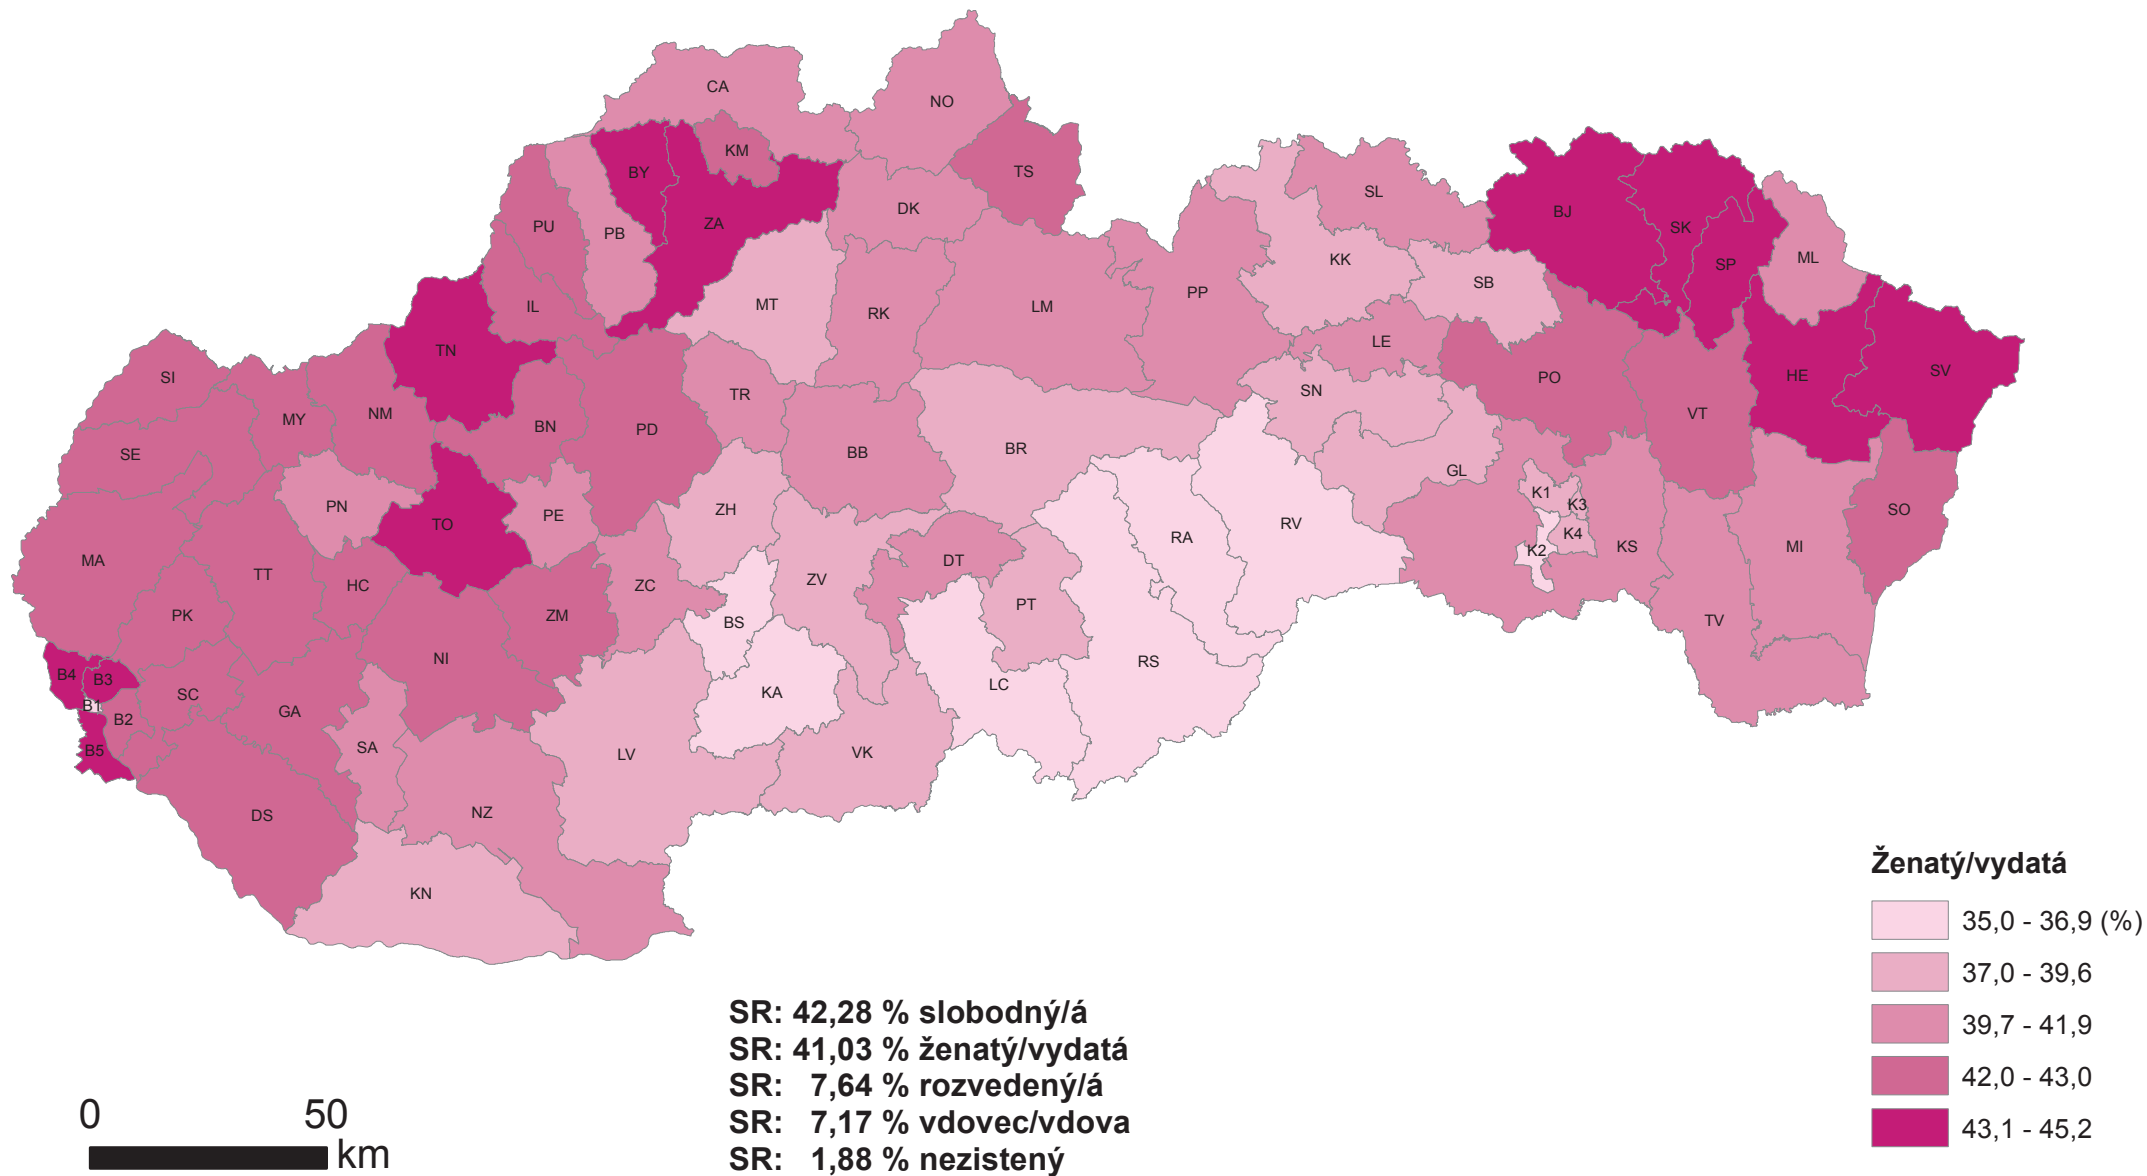 CA
NO
KM
BY
TS
SL
DK
BJ
PU
PB
ZA
SK
ML
KK
SP
SB
PP
MT
IL
RK
LM
TN
LE
SV
HE
SI
PO
SN
TR
NM
MY
VT
BN
PD
BR
BB
SE
GL
K1
K3
PN
ZH
SO
PE
TO
RV
K4
RA
MI
KS
K2
MA
DT
TT
ZV
HC
ZC
PT
PK
ZM
BS
TV
NI
RS
B4
B3
LC
SC
KA
B1
GA
B2
SA
B5
LV
VK
NZ
DS
KN
Ženatý/vydatá
35,0 - 36,9 (%)
37,0 - 39,6
39,7 - 41,9
42,0 - 43,0
43,1 - 45,2
SR: 42,28 % slobodný/á
SR: 41,03 % ženatý/vydatá
SR: 7,64 % rozvedený/á
SR: 7,17 % vdovec/vdova
SR: 1,88 % nezistený
0 50
km